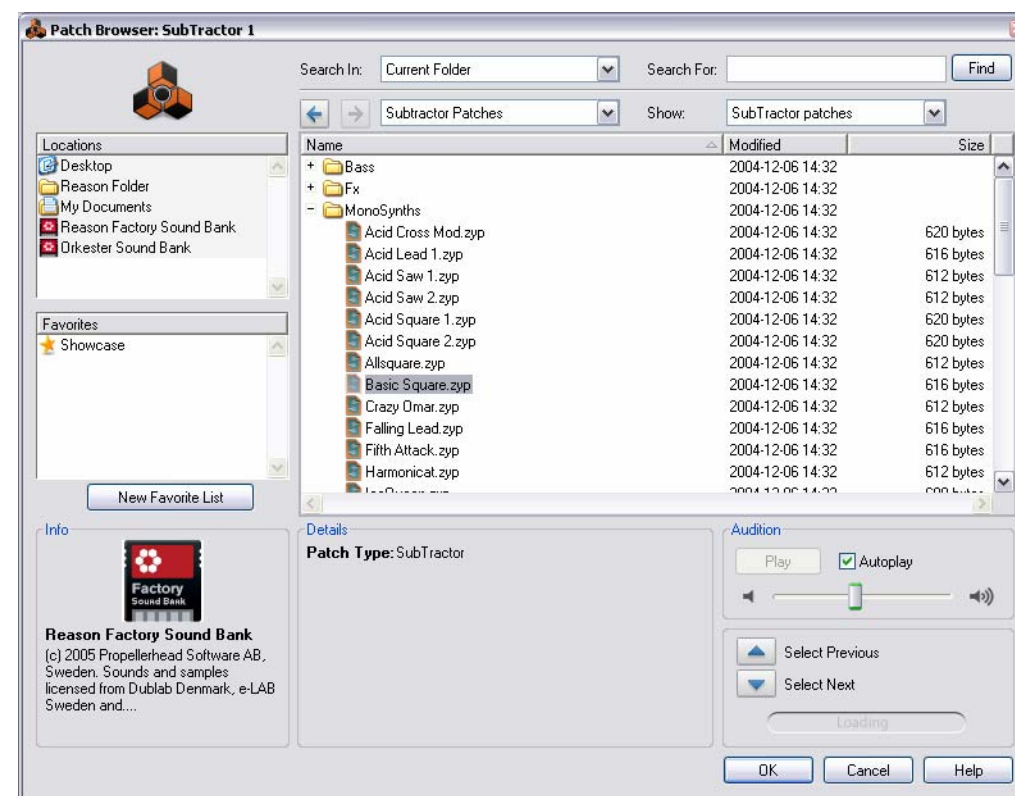 Patch Browser: SubTractor 1
Search In: Current Folder Search For: Find
Subtractor Patches Show: SubTractor patches
Locations
Desktop
Reason Folder
My Documents
Reason Factory Sound Bank
Orkester Sound Bank
Favorites
Showcase
New Favorite List
Name Modified Size
+ Bass 2004-12-06 14:32
+ Fx 2004-12-06 14:32
- MonoSynths 2004-12-06 14:32
Acid Cross Mod.zyp 2004-12-06 14:32 620 bytes
Acid Lead 1.zyp 2004-12-06 14:32 616 bytes
Acid Saw 1.zyp 2004-12-06 14:32 612 bytes
Acid Saw 2.zyp 2004-12-06 14:32 612 bytes
Acid Square 1.zyp 2004-12-06 14:32 620 bytes
Acid Square 2.zyp 2004-12-06 14:32 620 bytes
Allsquare.zyp 2004-12-06 14:32 612 bytes
Basic Square.zyp 2004-12-06 14:32 616 bytes
Crazy Omar.zyp 2004-12-06 14:32 612 bytes
Falling Lead.zyp 2004-12-06 14:32 616 bytes
Fifth Attack.zyp 2004-12-06 14:32 616 bytes
Harmonicat.zyp 2004-12-06 14:32 612 bytes
Info
Factory
Sound Bank
Reason Factory Sound Bank
(c) 2005 Propellerhead Software AB,
Sweden. Sounds and samples
licensed from Dublab Denmark, e-LAB
Sweden and....
Details
Patch Type: SubTractor
Audition
Play Autoplay
Select Previous
Select Next
Loading
OK Cancel Help